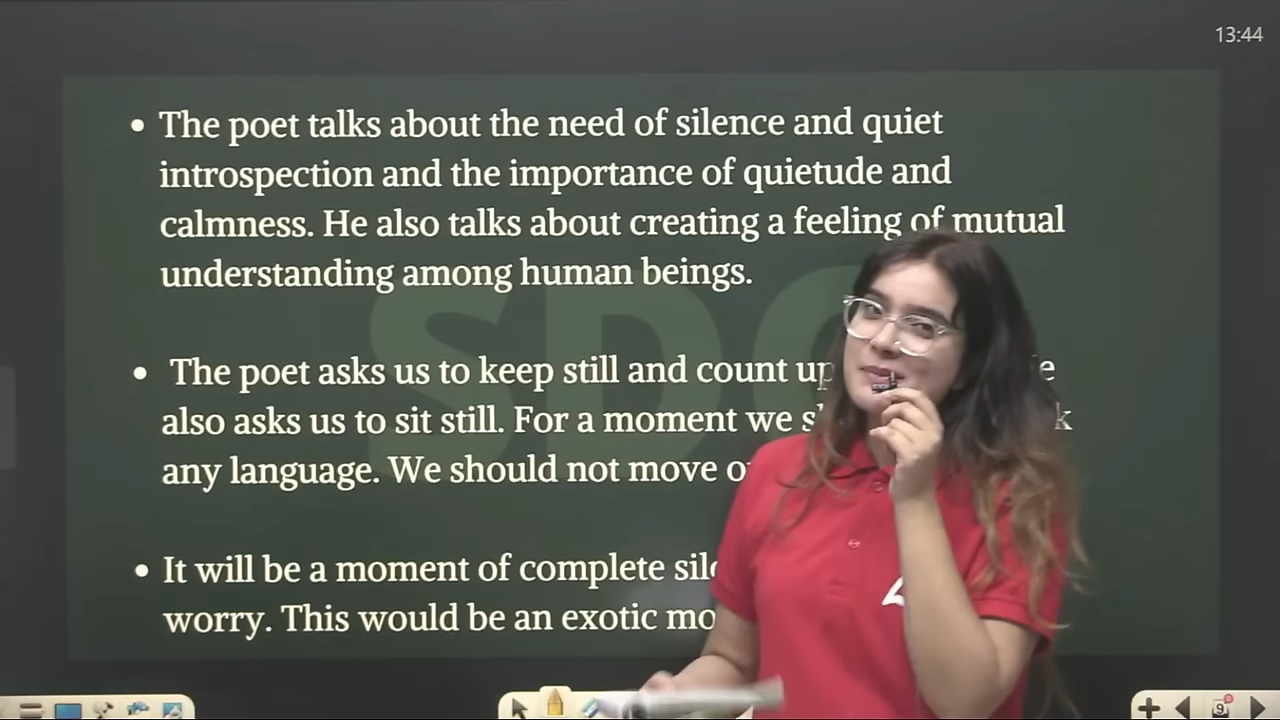 13:44
• The poet talks about the need of silence and quiet
introspection and the importance of quietude and
calmness. He also talks about creating a feeling of mutual
understanding among human beings.
• The poet asks us to keep still and count
also asks us to sit still. For a moment we
any language. We should not move
• It will be a moment of complete
worry. This would be an exotic
SDC
9